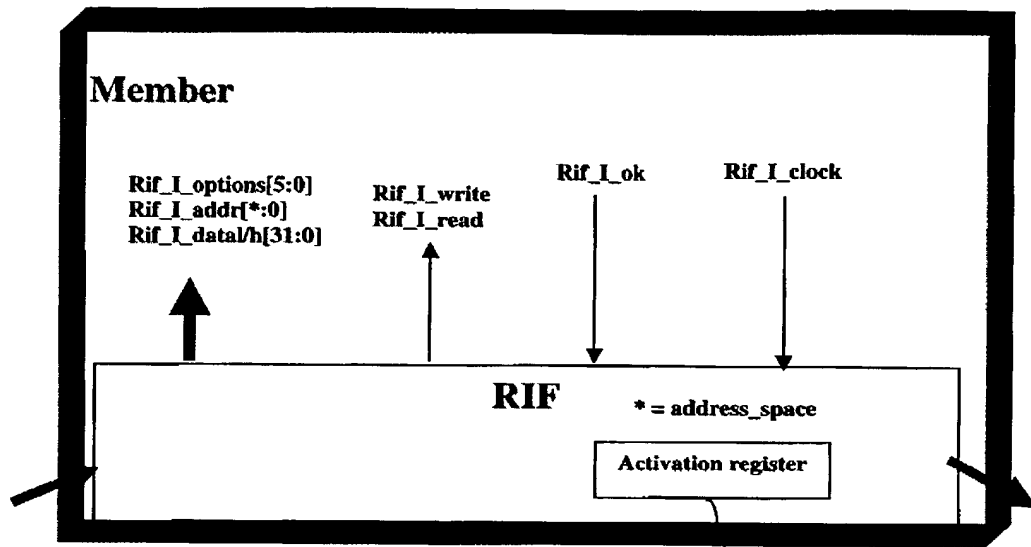 Member
Rif_I_options[5:0]
Rif_I_addr[*:0]
Rif_I_datal/h[31:0]
Rif_I_write
Rif_I_read
Rif_I_ok
Rif_I_clock
RIF
* = address_space
Activation register